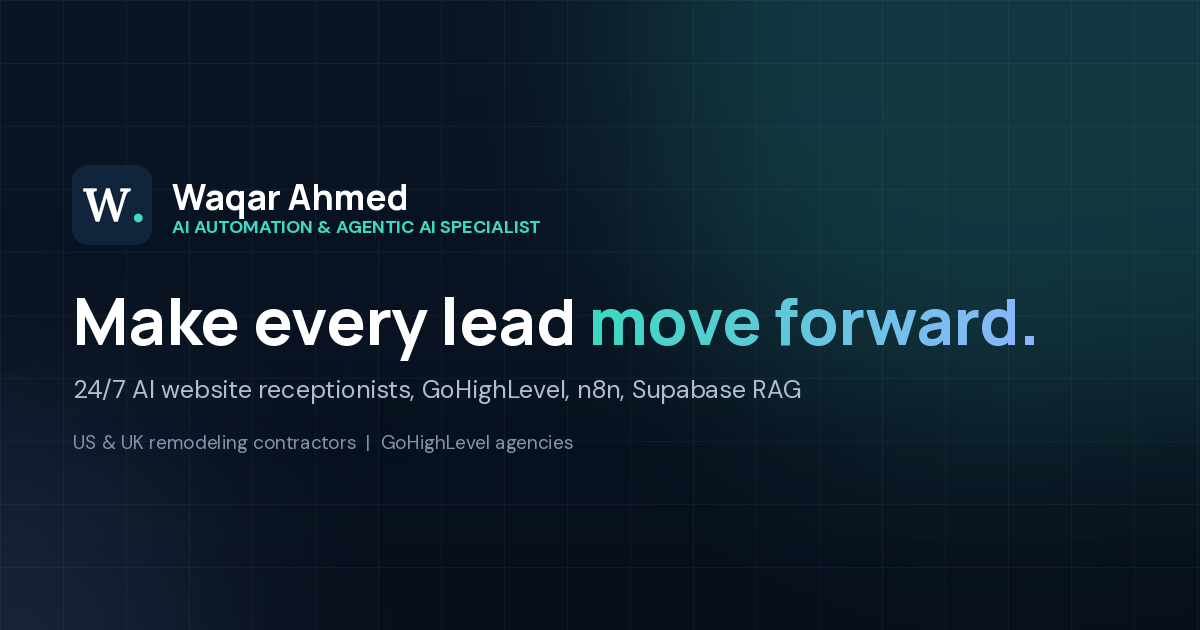 W.
Waqar Ahmed
AI AUTOMATION & AGENTIC AI SPECIALIST
Make every lead move forward.
24/7 AI website receptionists, GoHighLevel, n8n, Supabase RAG
US & UK remodeling contractors | GoHighLevel agencies